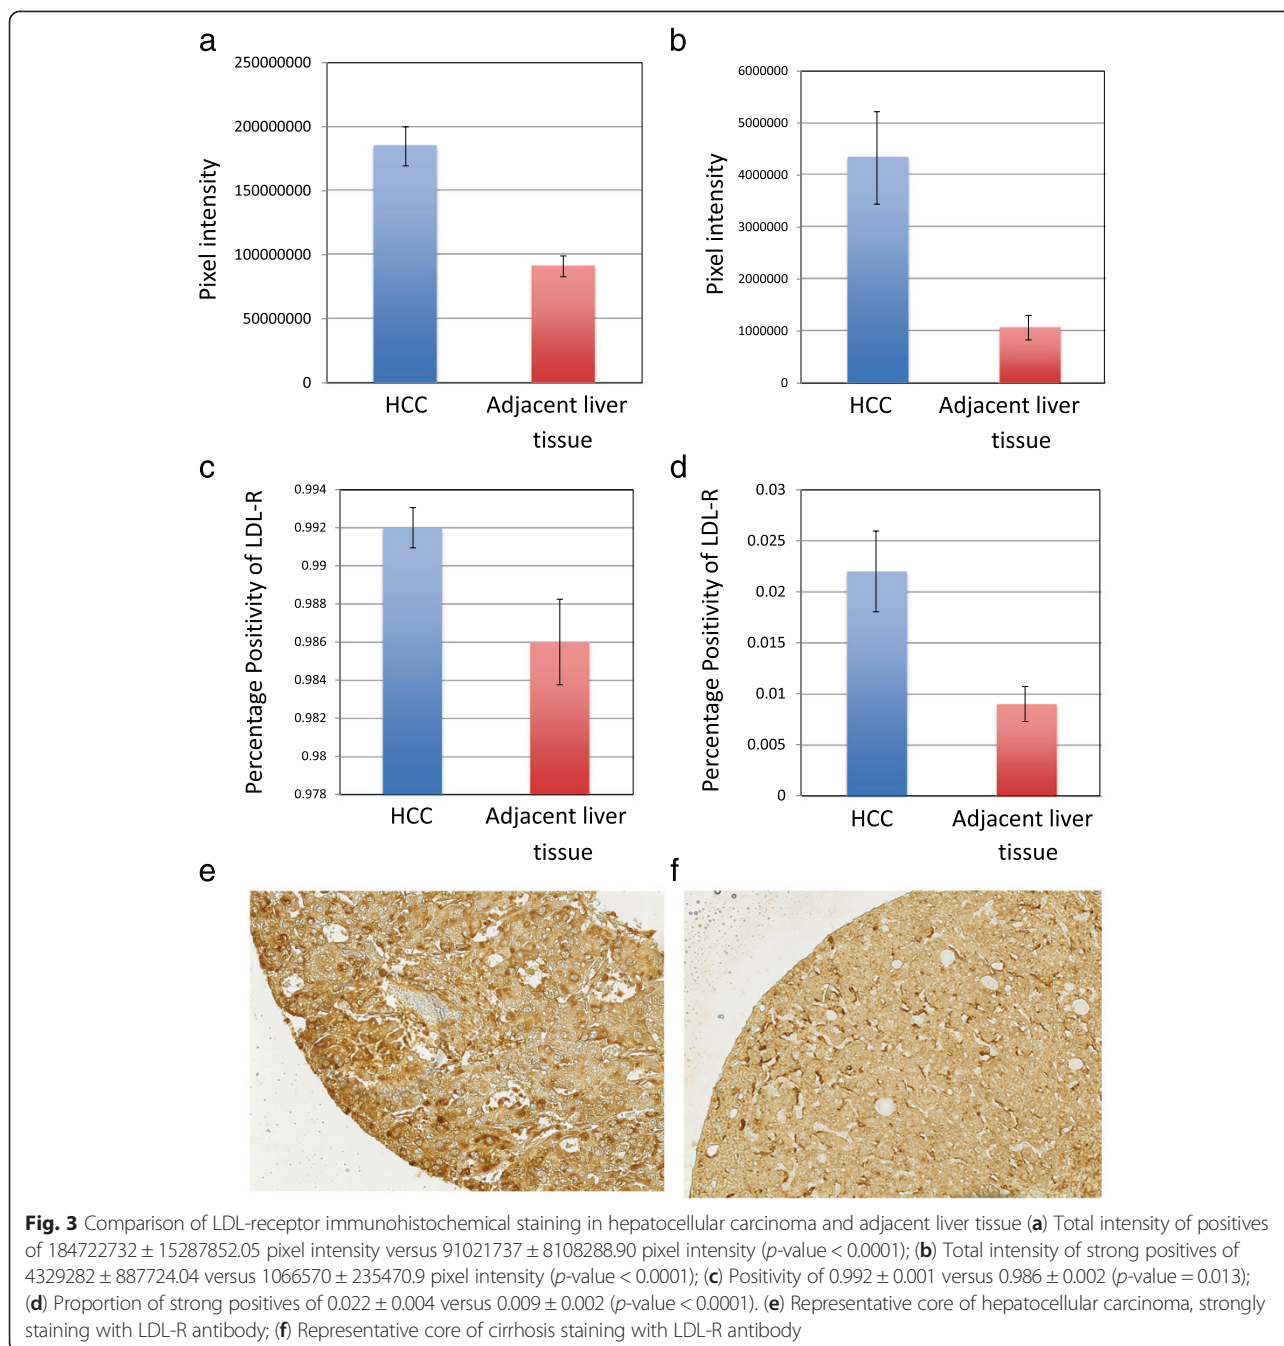 a
250000000
200000000
150000000
100000000
50000000
0
Pixel intensity
HCC
Adjacent liver
tissue
b
6000000
5000000
4000000
3000000
2000000
1000000
0
Pixel intensity
HCC
Adjacent liver
tissue
c
0.994
0.992
0.99
0.988
0.986
0.984
0.982
0.98
0.978
Percentage Positivity of LDL-R
HCC
Adjacent liver
tissue
d
0.03
0.025
0.02
0.015
0.01
0.005
0
Percentage Positivity of LDL-R
HCC
Adjacent liver
tissue
e
f
Fig. 3 Comparison of LDL-receptor immunohistochemical staining in hepatocellular carcinoma and adjacent liver tissue (a) Total intensity of positives
of 184722732 ± 15287852.05 pixel intensity versus 91021737 ± 8108288.90 pixel intensity (p-value < 0.0001); (b) Total intensity of strong positives of
4329282 ± 887724.04 versus 1066570 ± 235470.9 pixel intensity (p-value < 0.0001); (c) Positivity of 0.992 ± 0.001 versus 0.986 ± 0.002 (p-value = 0.013);
(d) Proportion of strong positives of 0.022 ± 0.004 versus 0.009 ± 0.002 (p-value < 0.0001). (e) Representative core of hepatocellular carcinoma, strongly
staining with LDL-R antibody; (f) Representative core of cirrhosis staining with LDL-R antibody